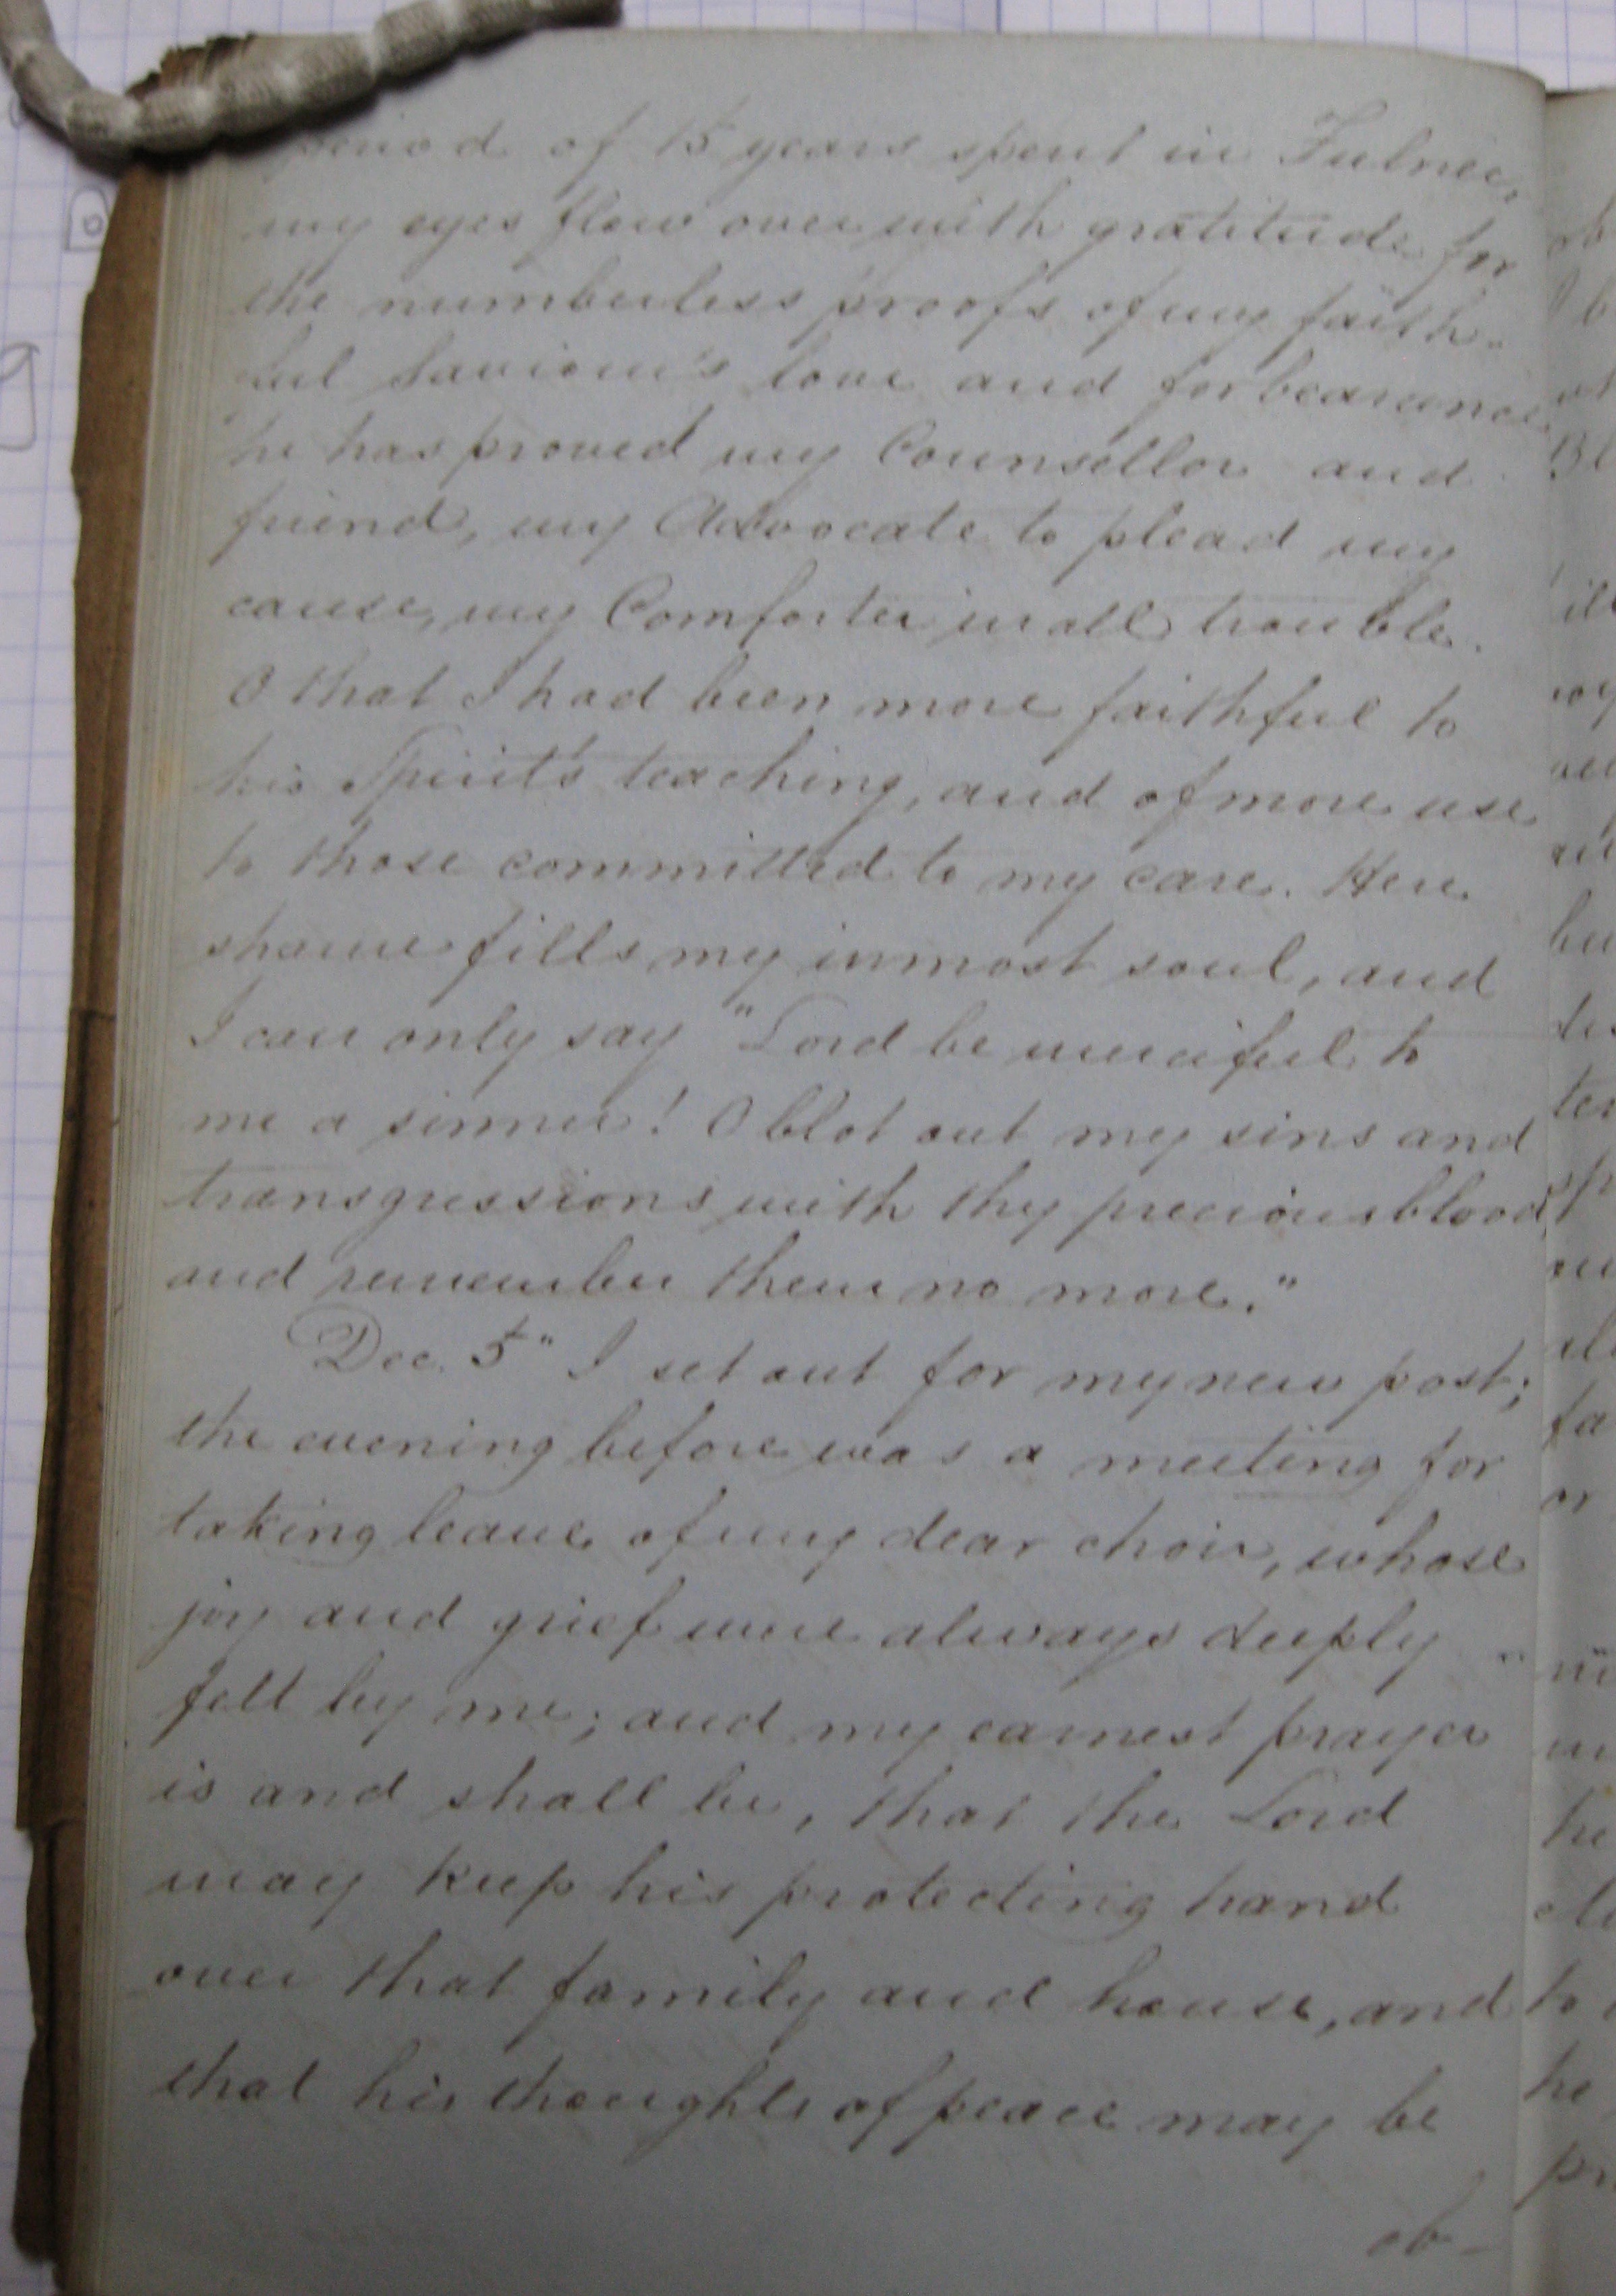 period of 15 years spent in Fulnec,
my eyes flow over with gratitude for
the numberless proofs of my faith-
ful Saviour's love and forbearance
he has proved my Counsellor and
friend, my Advocate to plead my
cause, my Comforter in all trouble.
O that I had been more faithful to
his Spirit's teaching, and of more use
to those committed to my care. Here
shame fills my inmost soul, and
I can only say "Lord be merciful to
me a sinner! O blot out my sins and
transgressions with thy precious blood,
and remember them no more."
Dec. 5" I set out for my new post;
the evening before was a meeting for
taking leave of my dear choir, whose
joy and grief were always deeply
felt by me; and my earnest prayer
is and shall be, that the Lord
may keep his protecting hand
over that family and house, and
that his thoughts of peace may be
ob-